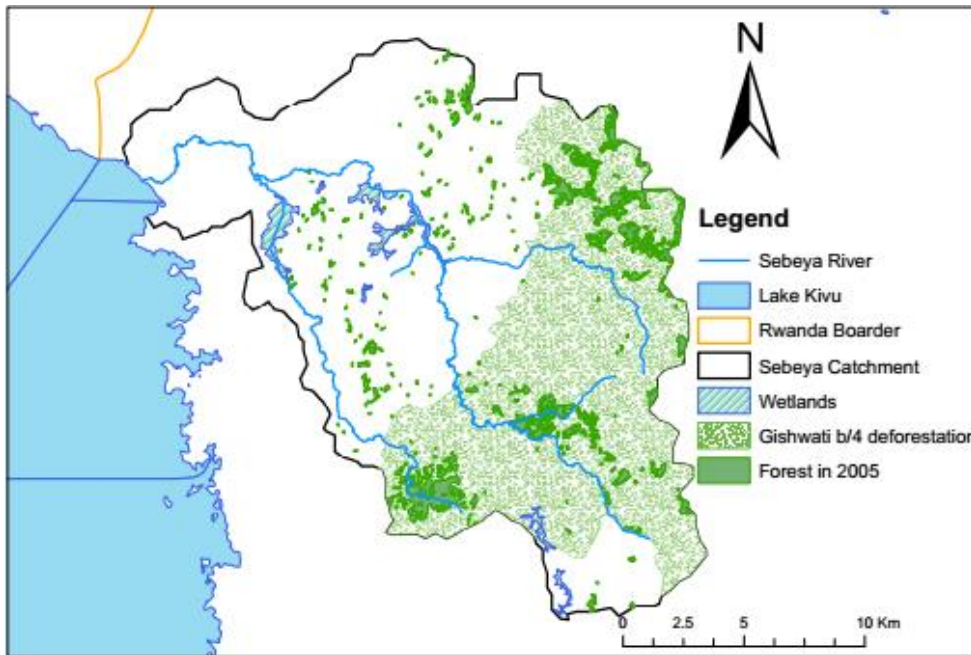 N
Legend
Sebeya River
Lake Kivu
Rwanda Boarder
Sebeya Catchment
Wetlands
Gishwati b/4 deforestation
Forest in 2005
0 2.5 5 10 Km